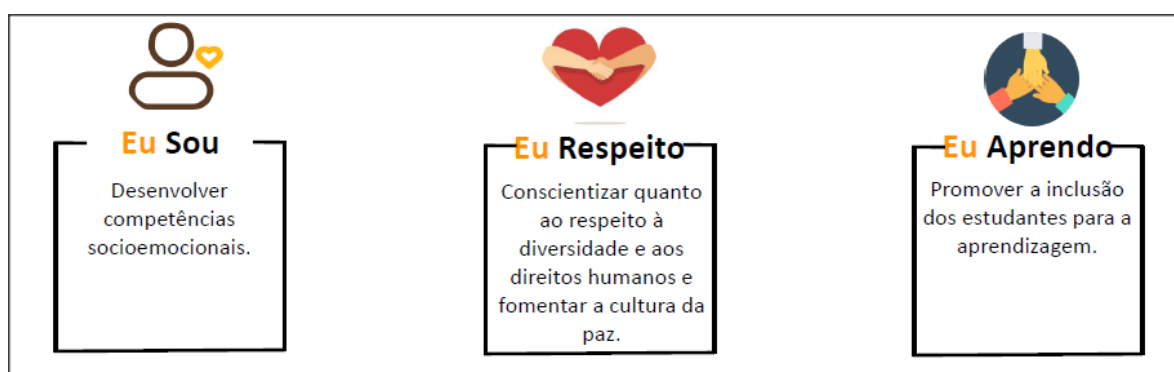 Eu Sou
Desenvolver
competências
socioemocionais.
Eu Respeito
Conscientizar quanto
ao respeito à
diversidade e aos
direitos humanos e
fomentar a cultura da
paz.
Eu Aprendo
Promover a inclusão
dos estudantes para a
aprendizagem.